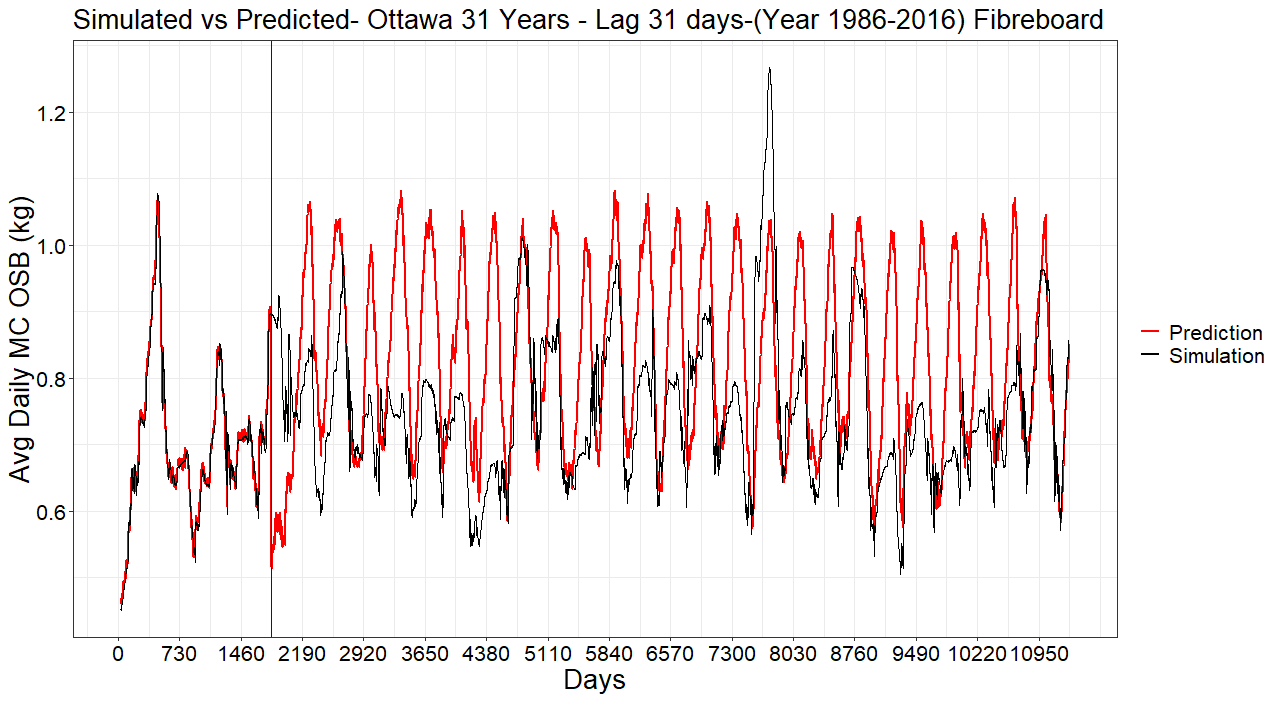 Simulated vs Predicted- Ottawa 31 Years - Lag 31 days-(Year 1986-2016) Fibreboard
Avg Daily MC OSB (kg)
1.2
1.0
0.8
0.6
0 730 1460 2190 2920 3650 4380 5110 5840 6570 7300 8030 8760 9490 10220 10950
Days
Prediction
Simulation